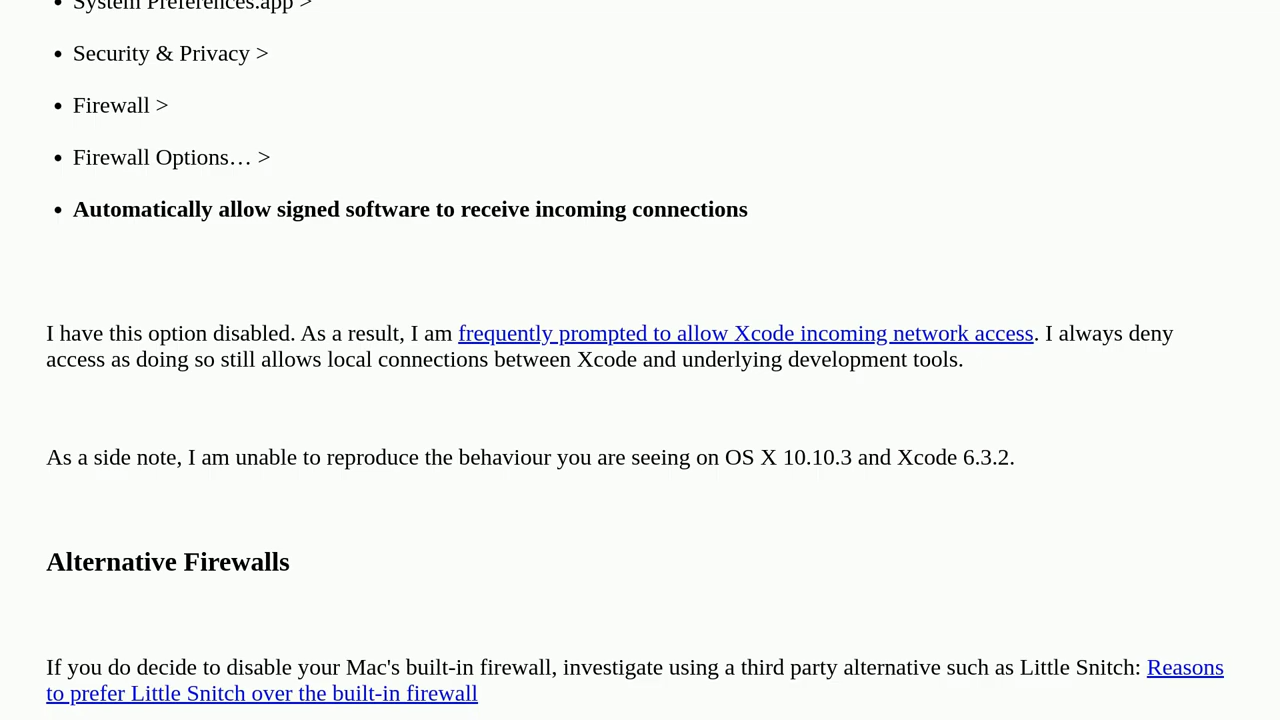 System Preferences.app >
Security & Privacy >
Firewall >
Firewall Options… >
Automatically allow signed software to receive incoming connections
I have this option disabled. As a result, I am frequently prompted to allow Xcode incoming network access. I always deny
access as doing so still allows local connections between Xcode and underlying development tools.
As a side note, I am unable to reproduce the behaviour you are seeing on OS X 10.10.3 and Xcode 6.3.2.
Alternative Firewalls
If you do decide to disable your Mac's built-in firewall, investigate using a third party alternative such as Little Snitch: Reasons
to prefer Little Snitch over the built-in firewall